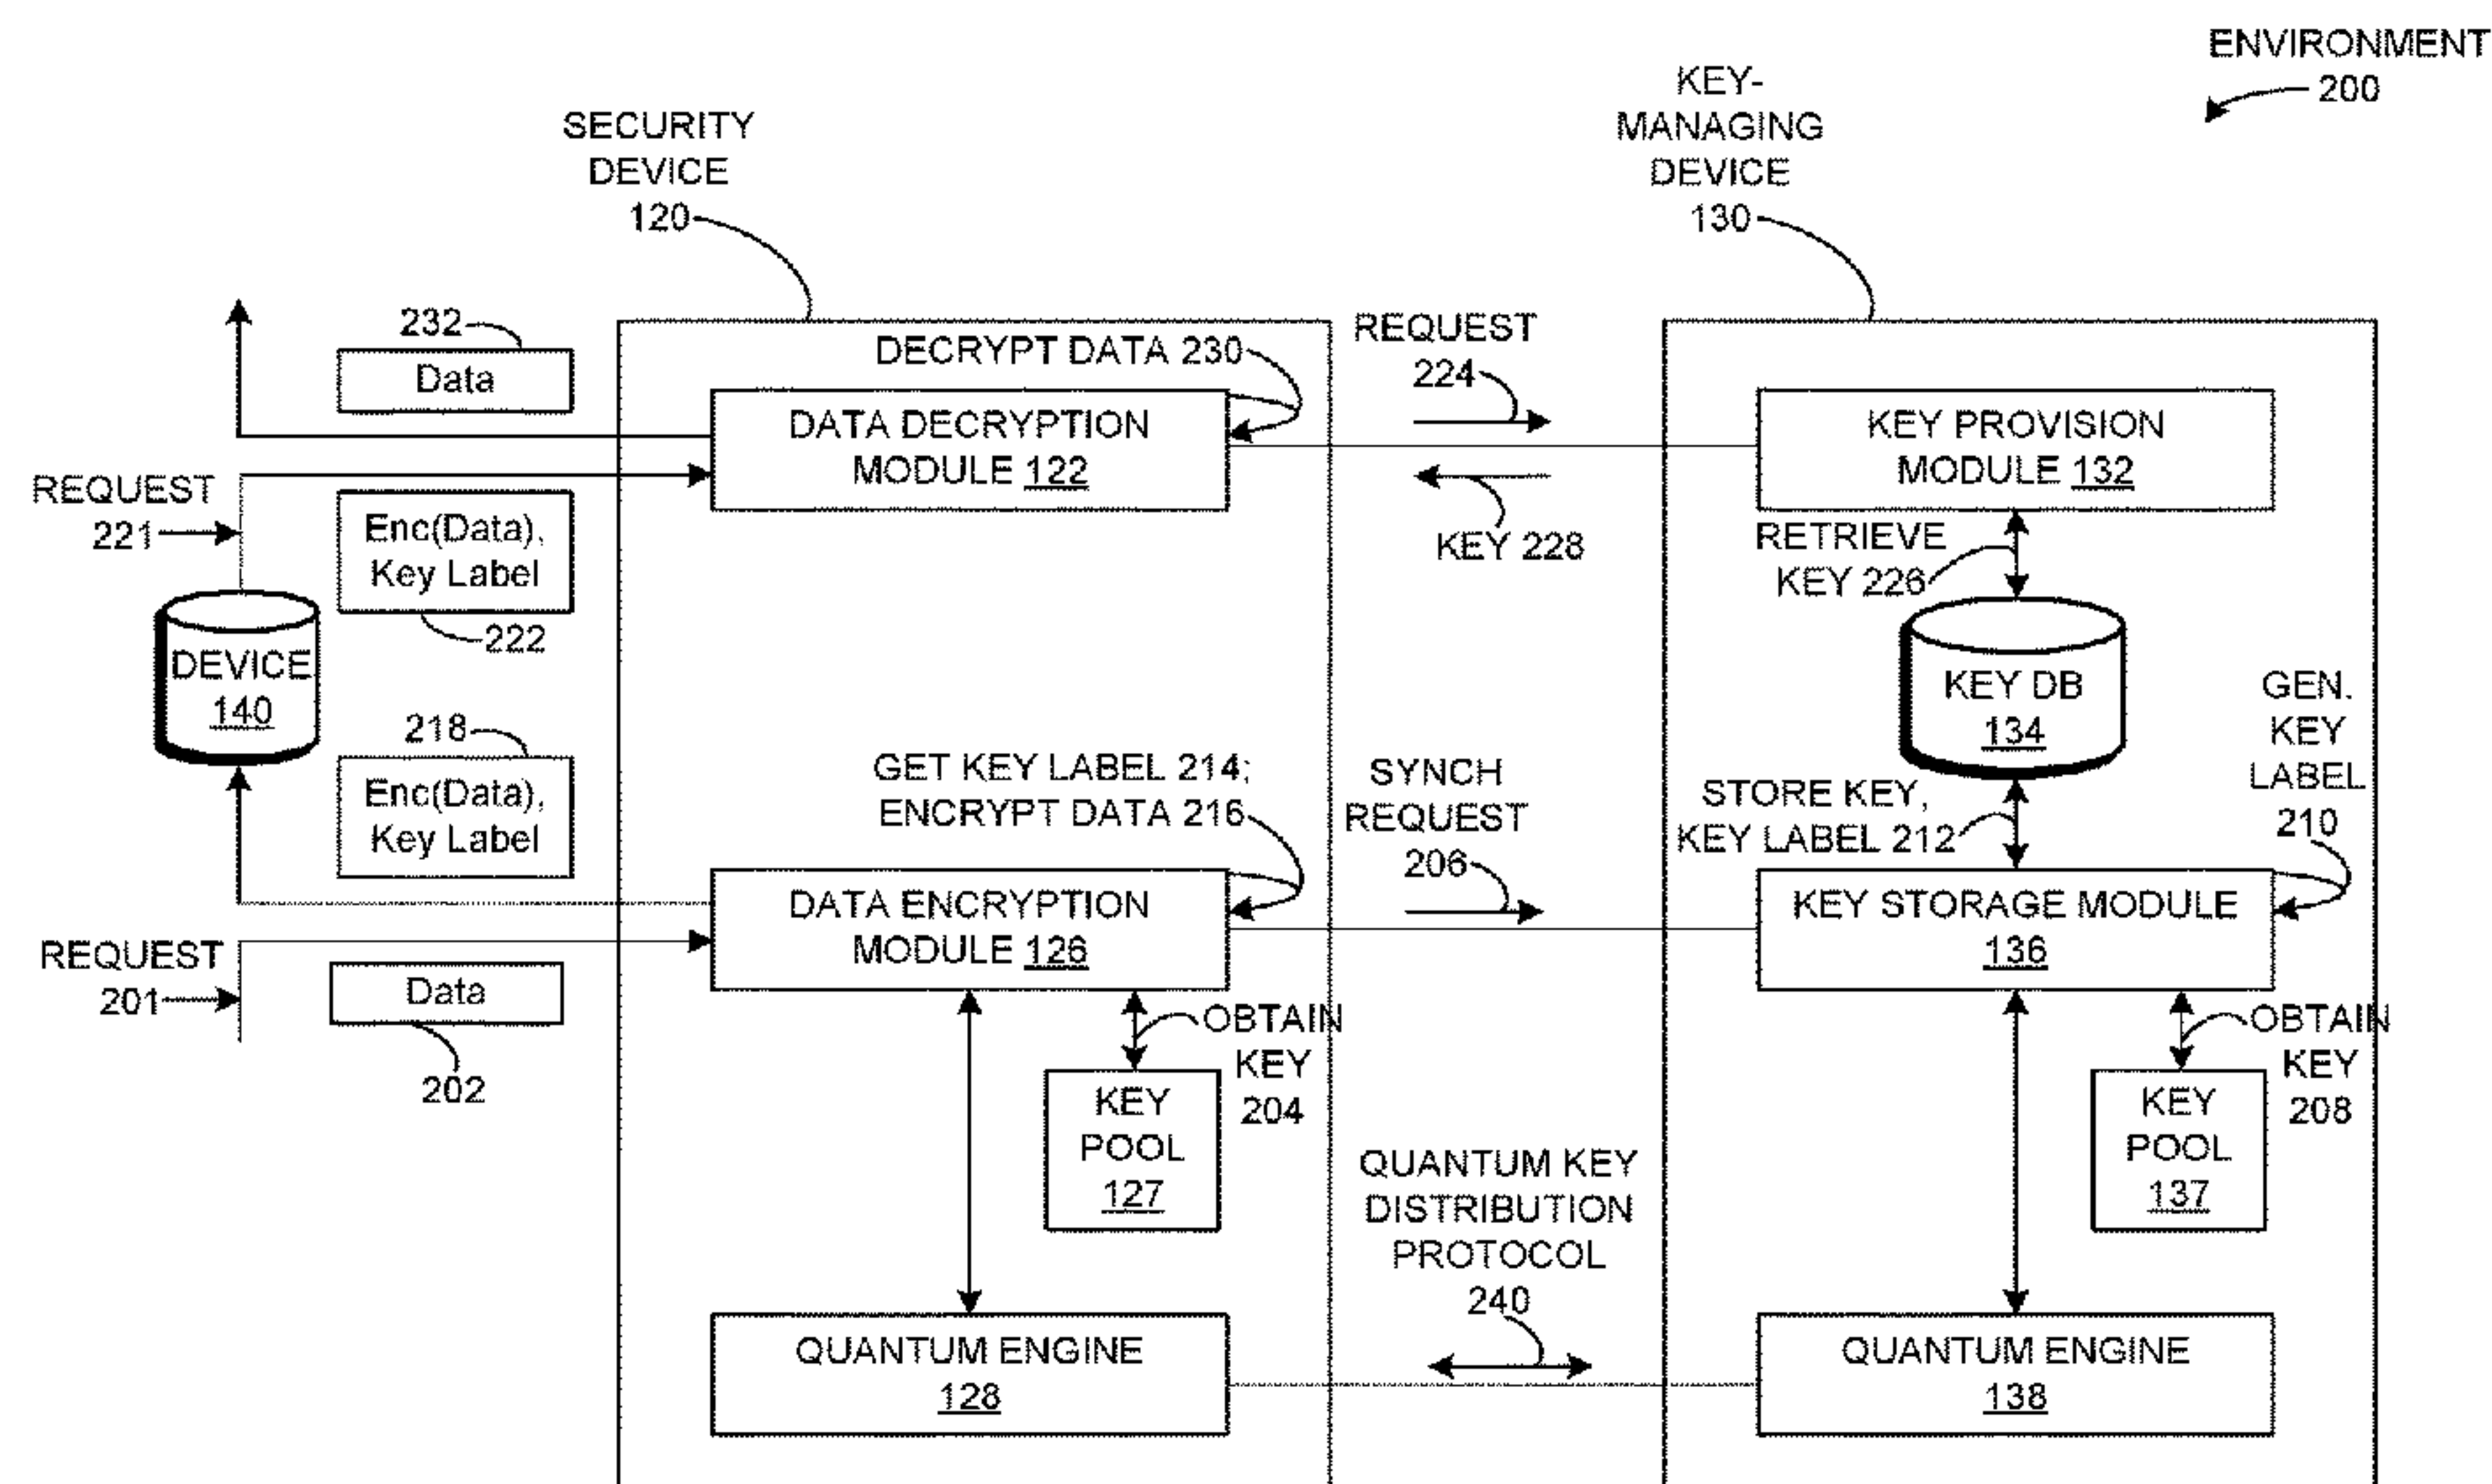 ENVIRONMENT
200
SECURITY
DEVICE
120
KEY-
MANAGING
DEVICE
130
232
Data
DECRYPT DATA 230
DATA DECRYPTION
MODULE 122
REQUEST
224
KEY 228
KEY PROVISION
MODULE 132
REQUEST
221
Enc(Data),
Key Label
222
RETRIEVE
KEY 226
DEVICE
140
KEY DB
134
GEN.
KEY
LABEL
210
218
Enc(Data),
Key Label
GET KEY LABEL 214;
ENCRYPT DATA 216
SYNCH
REQUEST
206
STORE KEY,
KEY LABEL 212
DATA ENCRYPTION
MODULE 126
KEY STORAGE MODULE
136
REQUEST
201
Data
202
OBTAIN
KEY
204
KEY
POOL
127
OBTAIN
KEY
208
KEY
POOL
137
QUANTUM KEY
DISTRIBUTION
PROTOCOL
240
QUANTUM ENGINE
128
QUANTUM ENGINE
138